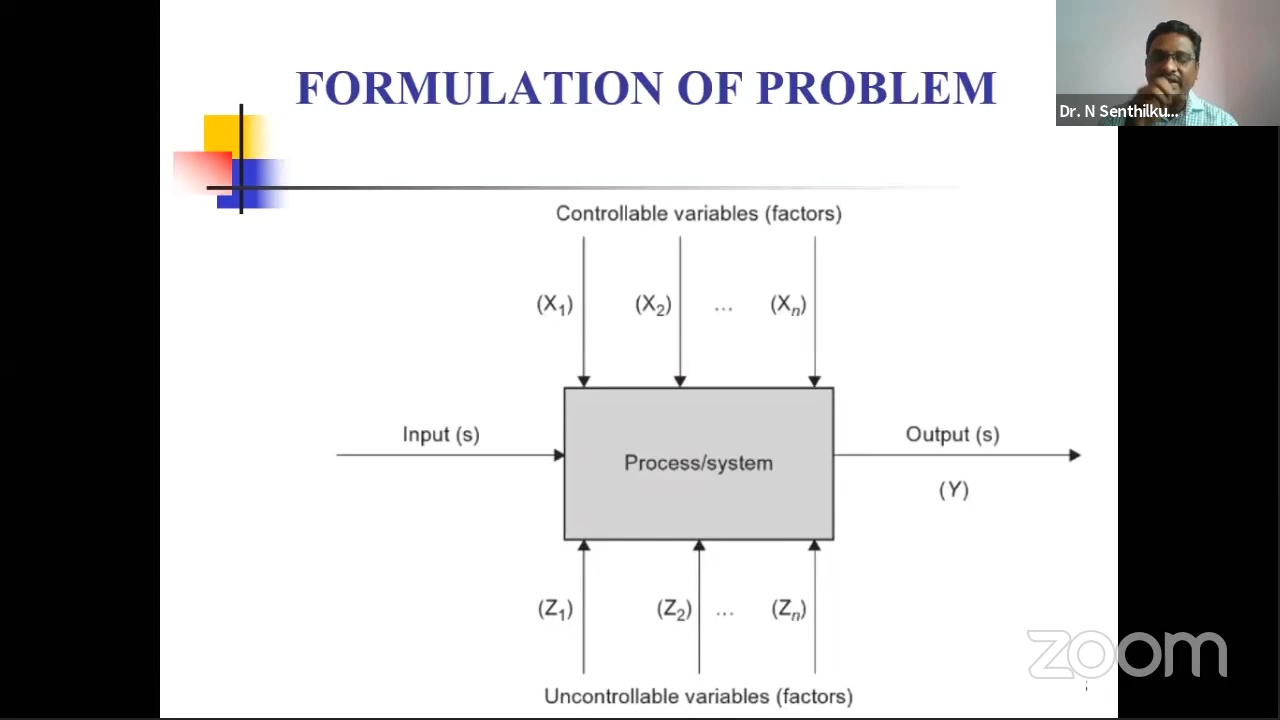 FORMULATION OF PROBLEM
Dr. N Senthilku...
Controllable variables (factors)
(X1) (X2) ... (Xn)
Input (s)
Process/system
Output (s)
(Y)
(Z1) (Z2) ... (Zn)
Uncontrollable variables (factors)
zoom